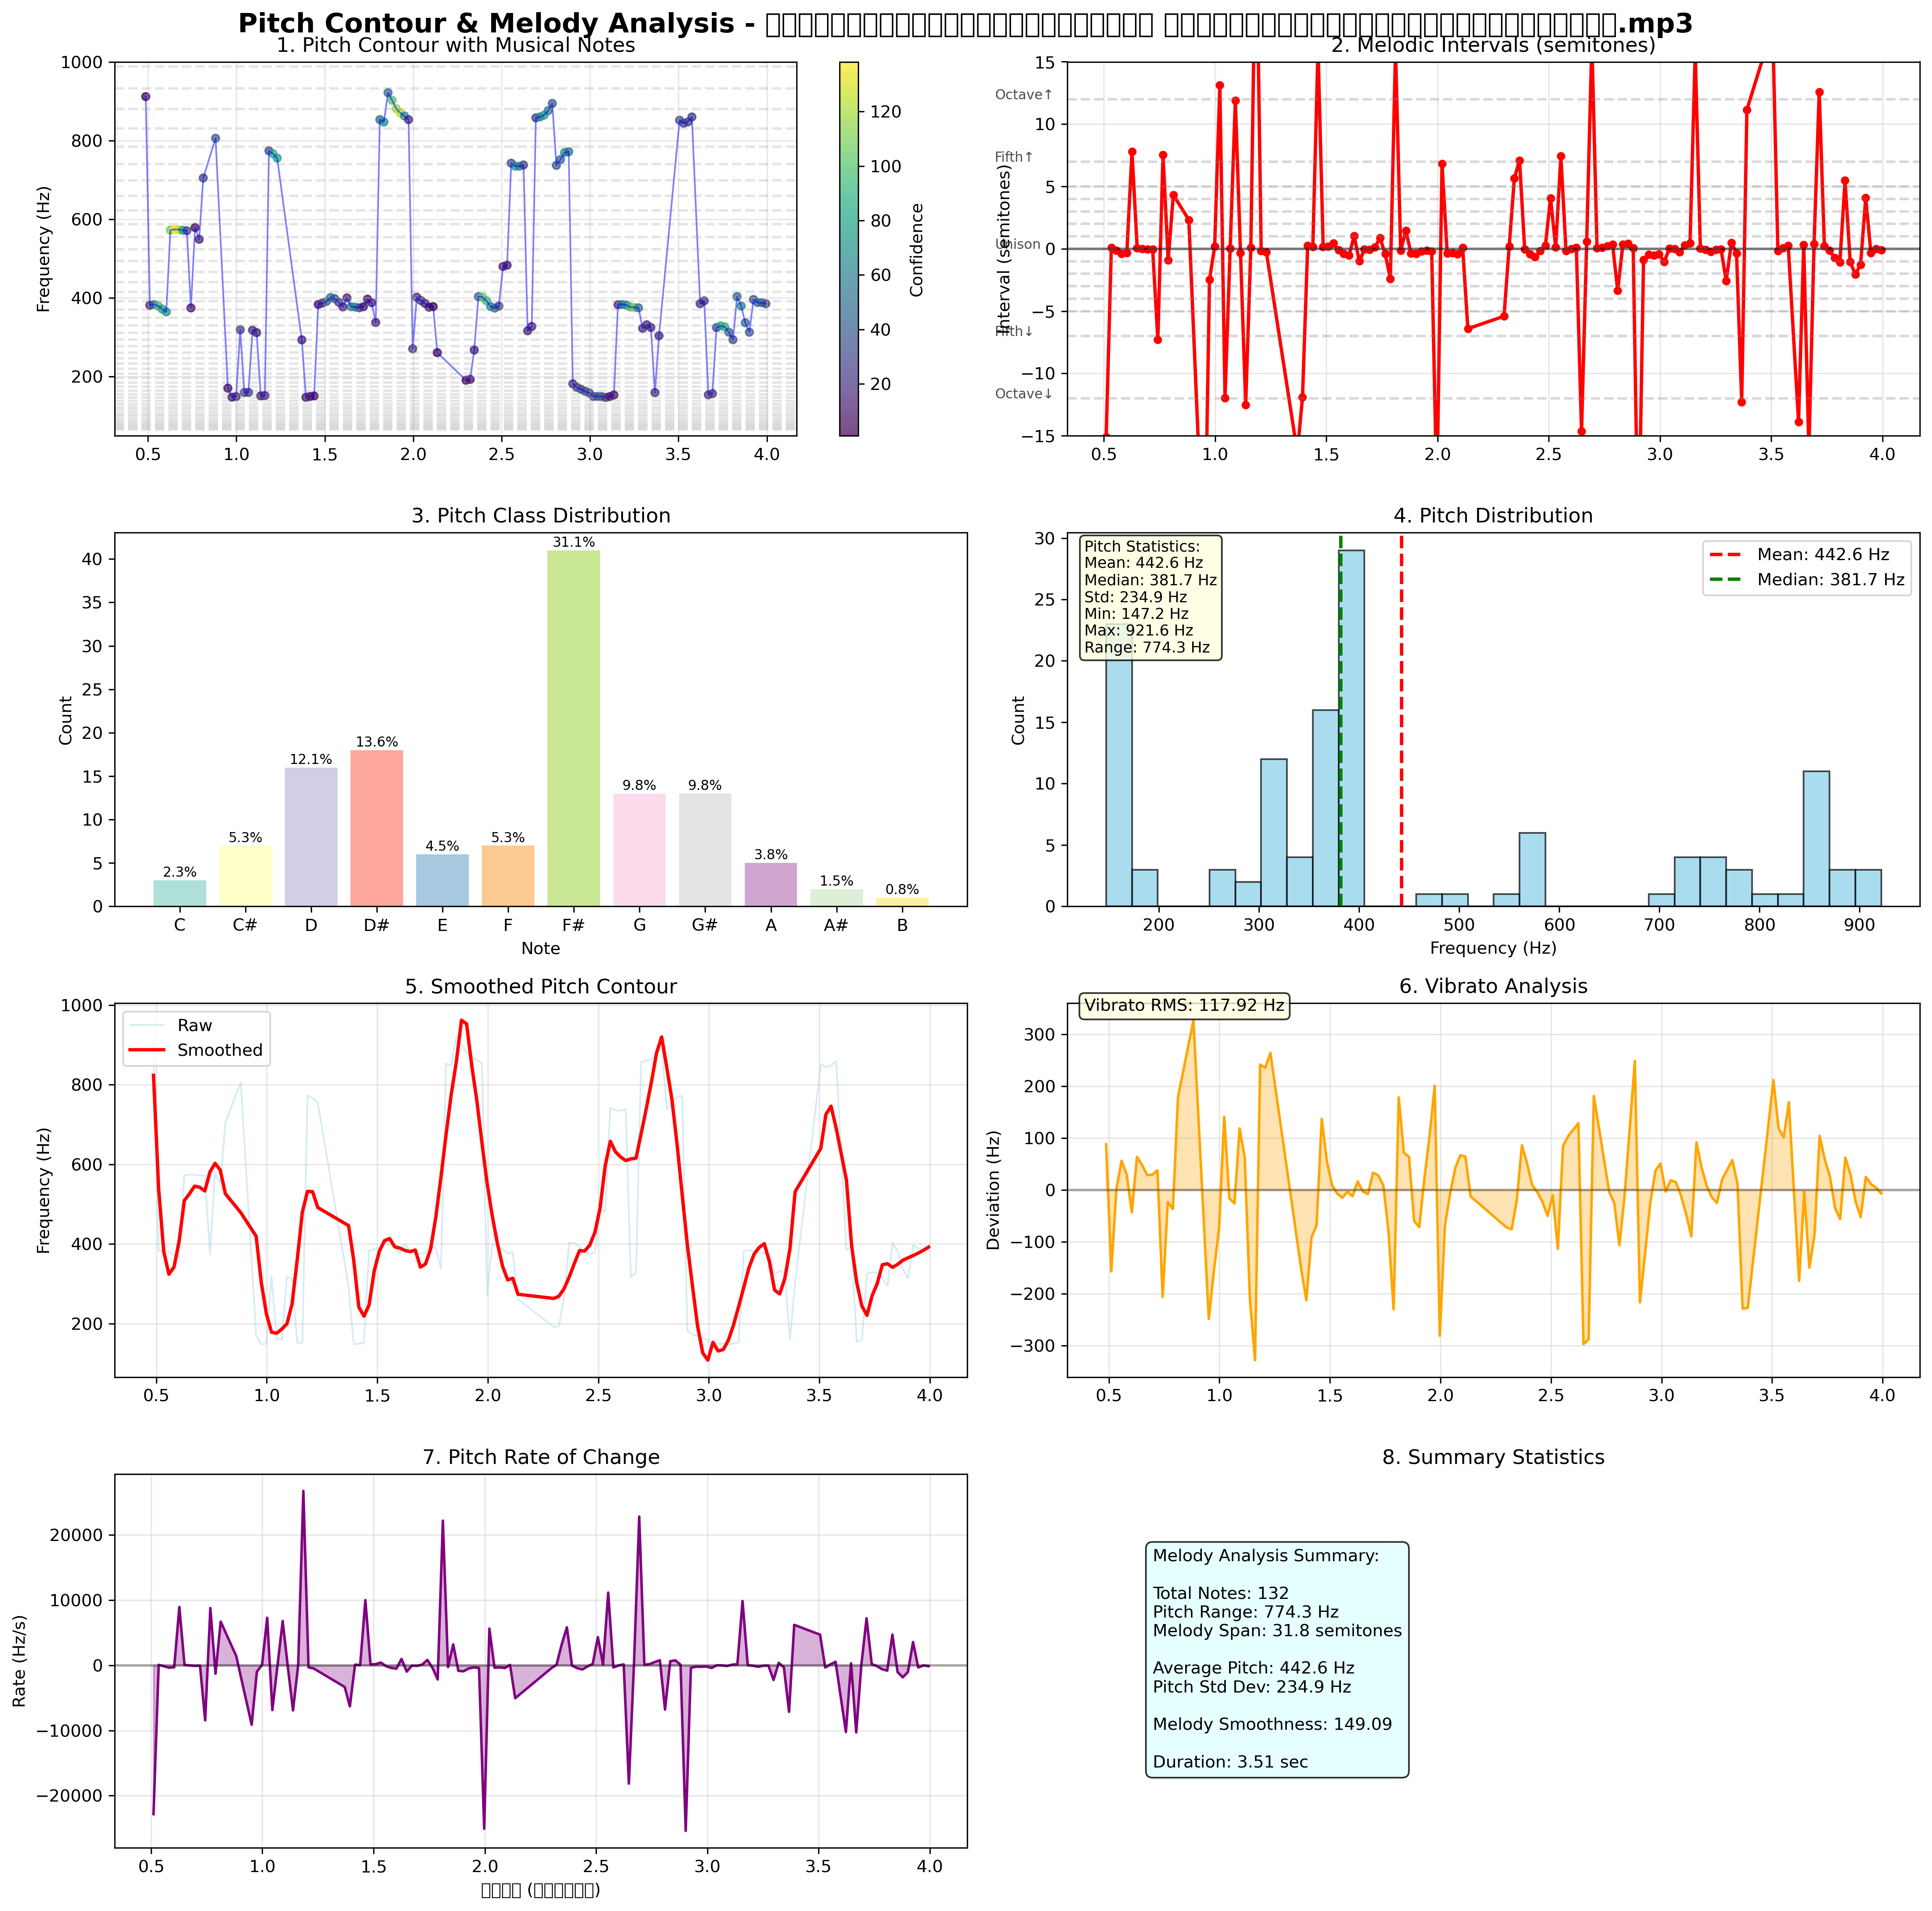 Pitch Contour & Melody Analysis - .mp3
1. Pitch Contour with Musical Notes
Frequency (Hz)
1000
800
600
400
200
0.5 1.0 1.5 2.0 2.5 3.0 3.5 4.0
120
100
80
60
40
20
Confidence
2. Melodic Intervals (semitones)
Interval (semitones)
15
10
5
0
−5
−10
−15
Octave↑
Fifth↑
Unison
Fifth↓
Octave↓
0.5 1.0 1.5 2.0 2.5 3.0 3.5 4.0
3. Pitch Class Distribution
Count
40
35
30
25
20
15
10
5
0
2.3% 5.3% 12.1% 13.6% 4.5% 5.3% 31.1% 9.8% 9.8% 3.8% 1.5% 0.8%
C C# D D# E F F# G G# A A# B
Note
4. Pitch Distribution
Count
30
25
20
15
10
5
0
Pitch Statistics:
Mean: 442.6 Hz
Median: 381.7 Hz
Std: 234.9 Hz
Min: 147.2 Hz
Max: 921.6 Hz
Range: 774.3 Hz
Mean: 442.6 Hz
Median: 381.7 Hz
200 300 400 500 600 700 800 900
Frequency (Hz)
5. Smoothed Pitch Contour
Frequency (Hz)
1000
800
600
400
200
Raw
Smoothed
0.5 1.0 1.5 2.0 2.5 3.0 3.5 4.0
6. Vibrato Analysis
Vibrato RMS: 117.92 Hz
Deviation (Hz)
300
200
100
0
−100
−200
−300
0.5 1.0 1.5 2.0 2.5 3.0 3.5 4.0
7. Pitch Rate of Change
Rate (Hz/s)
20000
10000
0
−10000
−20000
0.5 1.0 1.5 2.0 2.5 3.0 3.5 4.0
8. Summary Statistics
Melody Analysis Summary:
Total Notes: 132
Pitch Range: 774.3 Hz
Melody Span: 31.8 semitones
Average Pitch: 442.6 Hz
Pitch Std Dev: 234.9 Hz
Melody Smoothness: 149.09
Duration: 3.51 sec